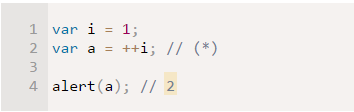 1 var i = 1;
2 var a = ++i; // (*)
3
4 alert(a); // 2